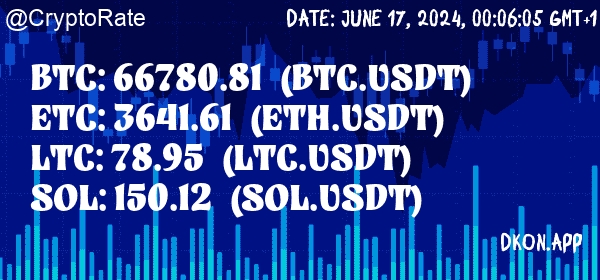 @CryptoRate
DATE: JUNE 17, 2024, 00:06:05 GMT+1
BTC: 66780.81 (BTC.USDT)
ETC: 3641.61 (ETH.USDT)
LTC: 78.95 (LTC.USDT)
SOL: 150.12 (SOL.USDT)
DKON.APP